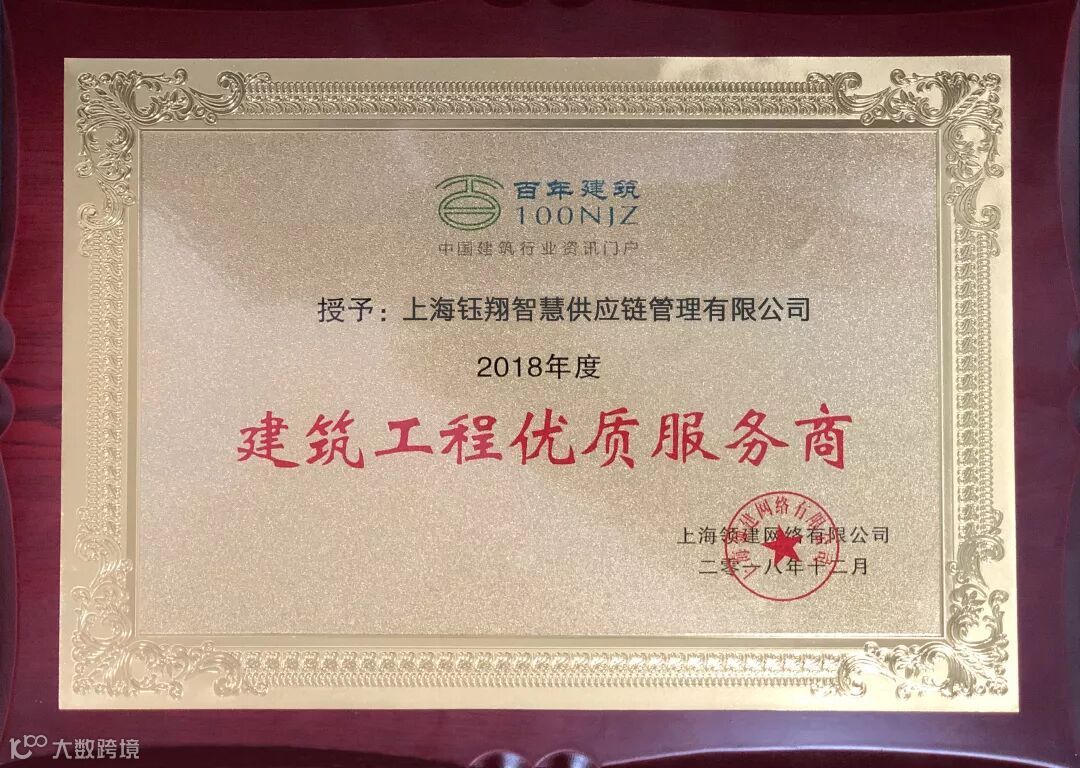 百年建筑
100NJZ
中国建筑行业资讯门户
授予：上海钰翔智慧供应链管理有限公司
2018年度
建筑工程优质服务商
上海领建网络有限公司
二零一八年十二月
大数跨境